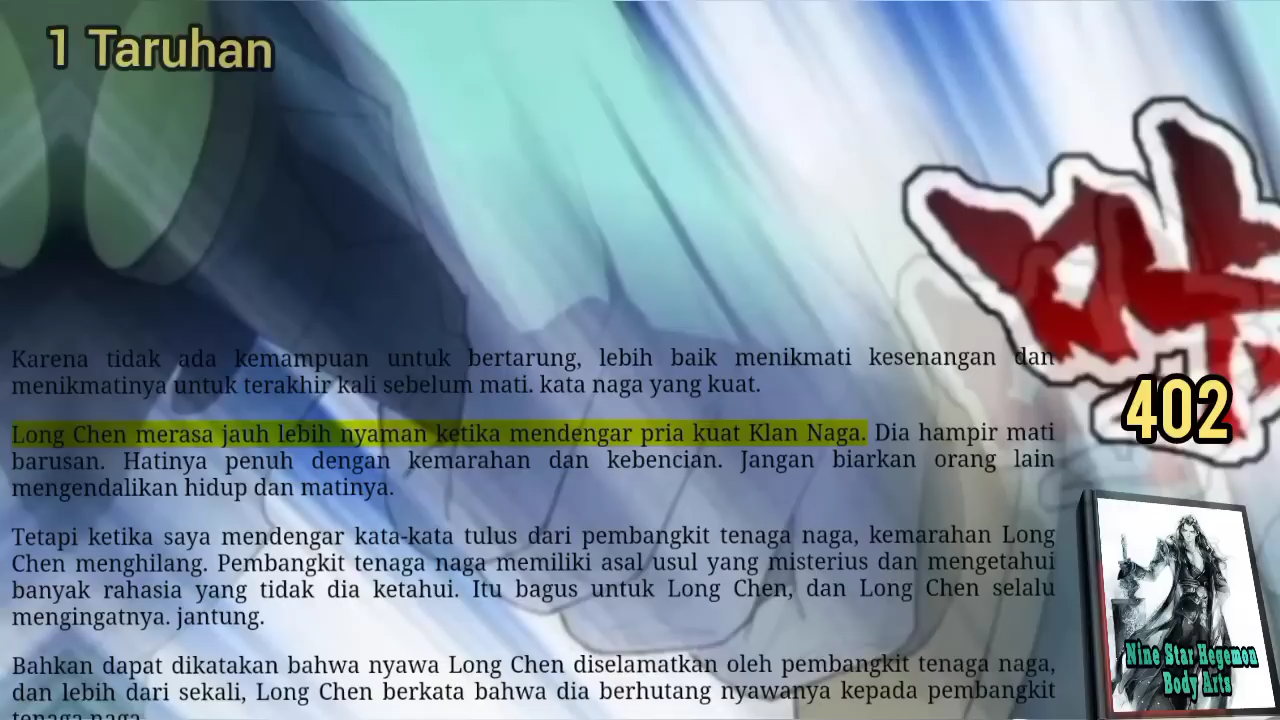 1 Taruhan
Karena tidak ada kemampuan untuk bertarung, lebih baik menikmati kesenangan dan
menikmatinya untuk terakhir kali sebelum mati. kata naga yang kuat.
Long Chen merasa jauh lebih nyaman ketika mendengar pria kuat Klan Naga. Dia hampir mati
barusan. Hatinya penuh dengan kemarahan dan kebencian. Jangan biarkan orang lain
mengendalikan hidup dan matinya.
Tetapi ketika saya mendengar kata-kata tulus dari pembangkit tenaga naga, kemarahan Long
Chen menghilang. Pembangkit tenaga naga memiliki asal usul yang misterius dan mengetahui
banyak rahasia yang tidak dia ketahui. Itu bagus untuk Long Chen, dan Long Chen selalu
mengingatnya. jantung.
Bahkan dapat dikatakan bahwa nyawa Long Chen diselamatkan oleh pembangkit tenaga naga,
dan lebih dari sekali, Long Chen berkata bahwa dia berhutang nyawanya kepada pembangkit
tenaga naga
402
Nine Star Hegemon
Body Arts